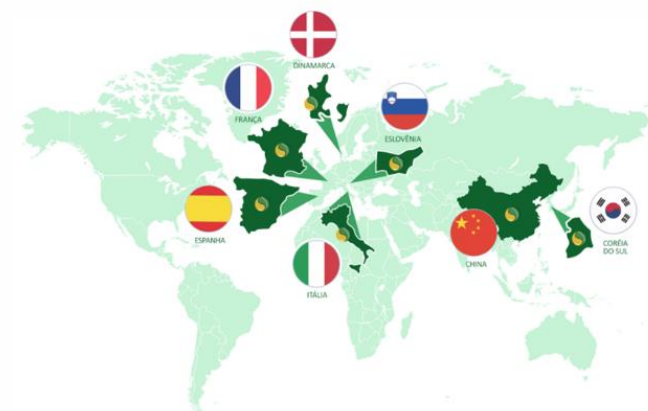 DINAMARCA
FRANÇA
ESLOVÊNIA
ESPANHA
ITÁLIA
CHINA
CORÉIA
DO SUL